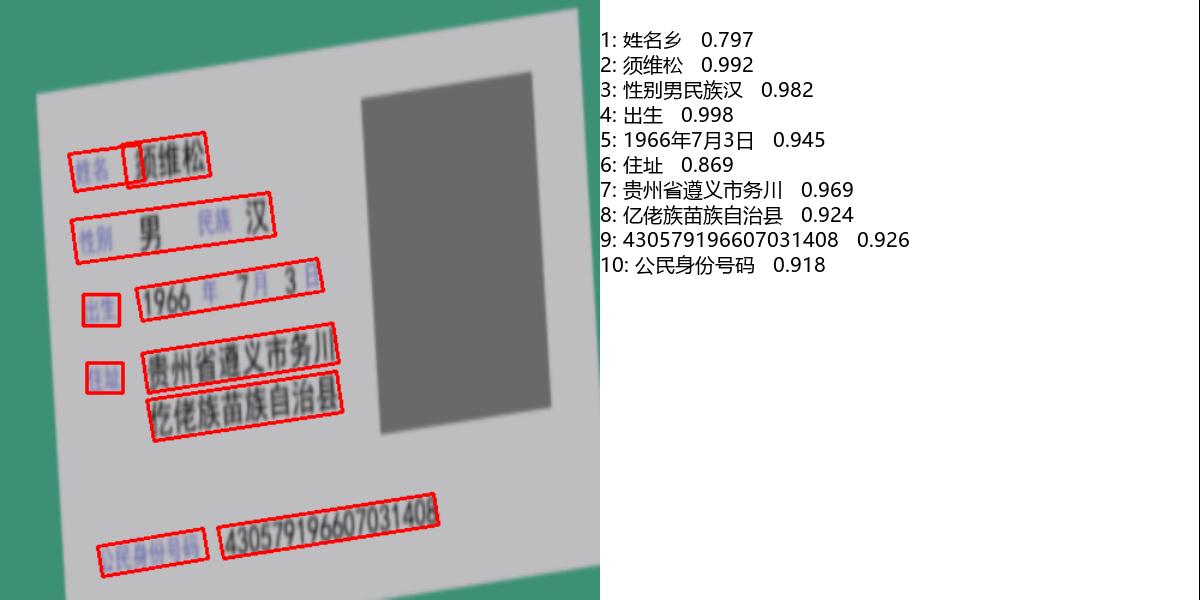 姓名 须维松
性别 男 民族 汉
出生 1966 年 7 月 3 日
住址 贵州省遵义市务川
仡佬族苗族自治县
公民身份号码 430579196607031408
1: 姓名乡 0.797
2: 须维松 0.992
3: 性别男民族汉 0.982
4: 出生 0.998
5: 1966年7月3日 0.945
6: 住址 0.869
7: 贵州省遵义市务川 0.969
8: 亿佬族苗族自治县 0.924
9: 430579196607031408 0.926
10: 公民身份号码 0.918